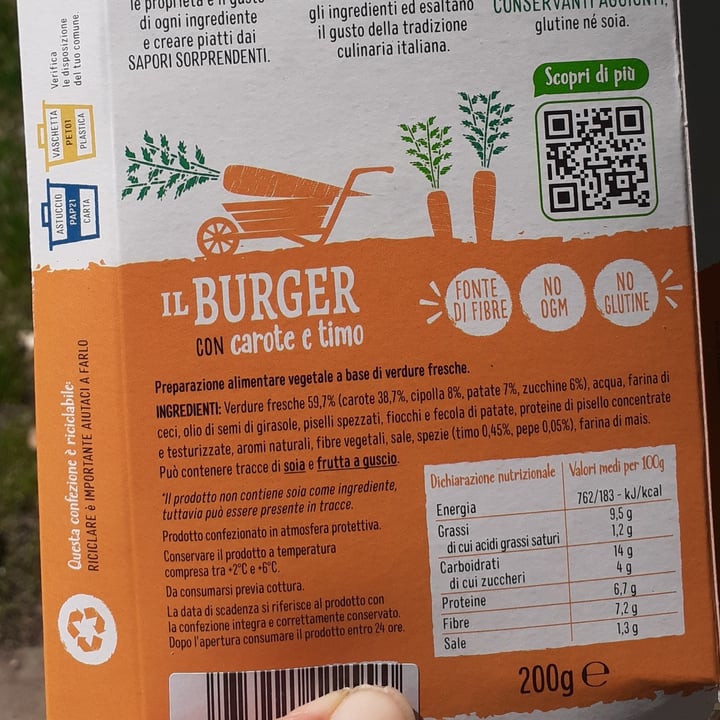 le proprietà e il gusto
di ogni ingrediente
e creare piatti dai
SAPORI SORPRENDENTI.
gli ingredienti ed esaltano
il gusto della tradizione
culinaria italiana.
CONSERVANTI AGGIUNTI,
glutine né soia.
Scopri di più
Verifica
le disposizione
del tuo comune.
VASCHETTA
PET01
PLASTICA
ASTUCCIO
PAP21
CARTA
IL BURGER
CON carote e timo
FONTE
DI FIBRE
NO
OGM
NO
GLUTINE
Preparazione alimentare vegetale a base di verdure fresche.
INGREDIENTI: Verdure fresche 59,7% (carote 38,7%, cipolla 8%, patate 7%, zucchine 6%), acqua, farina di
ceci, olio di semi di girasole, piselli spezzati, fiocchi e fecola di patate, proteine di pisello concentrate
e testurizzate, aromi naturali, fibre vegetali, sale, spezie (timo 0,45%, pepe 0,05%), farina di mais.
Può contenere tracce di soia e frutta a guscio.
*Il prodotto non contiene soia come ingrediente,
tuttavia può essere presente in tracce.
Prodotto confezionato in atmosfera protettiva.
Conservare il prodotto a temperatura
compresa tra +2°C e +6°C.
Da consumarsi previa cottura.
La data di scadenza si riferisce al prodotto con
la confezione integra e correttamente conservato.
Dopo l'apertura consumare il prodotto entro 24 ore.
Dichiarazione nutrizionale Valori medi per 100g
Energia 762/183 - kJ/kcal
Grassi 9,5 g
di cui acidi grassi saturi 1,2 g
Carboidrati 14 g
di cui zuccheri 4 g
Proteine 6,7 g
Fibre 7,2 g
Sale 1,3 g
200g e
Questa confezione è riciclabile:
RICICLARE è IMPORTANTE AIUTACI A FARLO